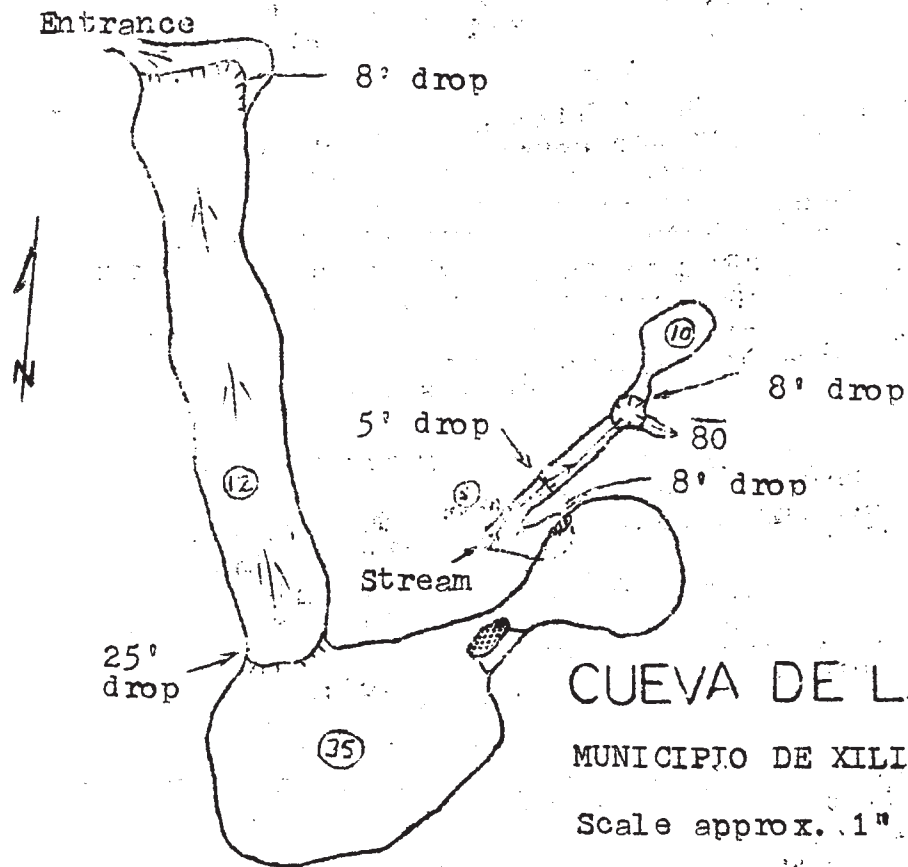 Entrance
8' drop
N
10
8' drop
5' drop
80
12
8' drop
Stream
25'
drop
35
CUEVA DE L
MUNICIPIO DE XILI
Scale approx. 1"